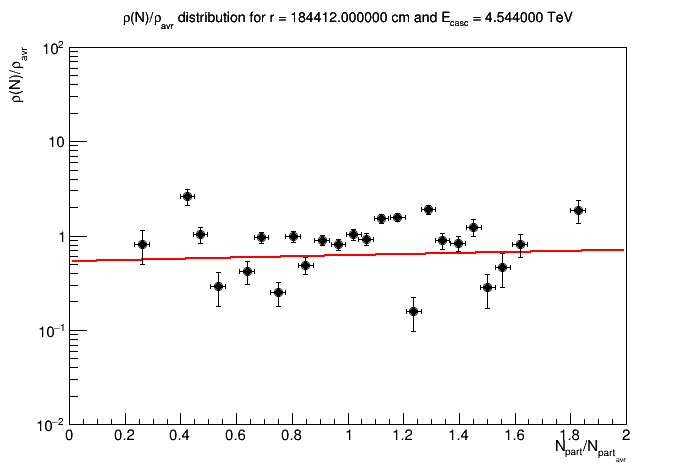 ρ(N)/ρavr distribution for r = 184412.000000 cm and Ecasc = 4.544000 TeV
ρ(N)/ρavr
10²
10
1
10⁻¹
10⁻²
0 0.2 0.4 0.6 0.8 1 1.2 1.4 1.6 1.8 2
Npart/Npartavr